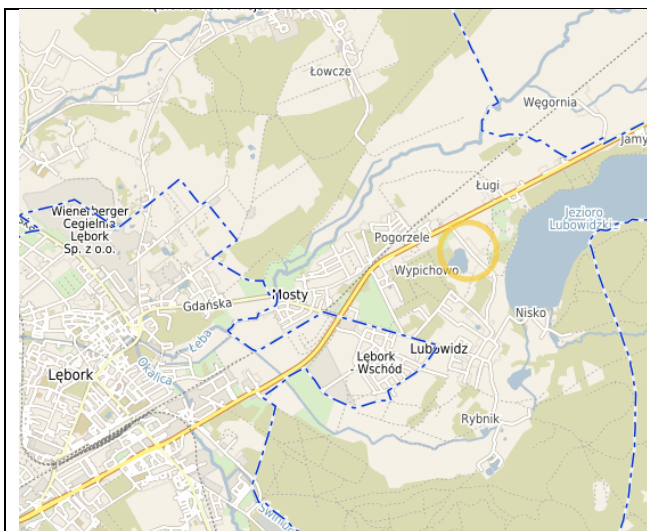 Łowcze
Węgornia
Jamy
Ługi
Wienerberger
Cegielnia
Lębork
Sp. z o.o.
Jezioro
Lubowidzkie
Pogorzele
Wypichowo
Mosty
Gdańska
Nisko
Łeba
Lębork
- Wschód
Lubowidz
Okalica
Lębork
Rybnik